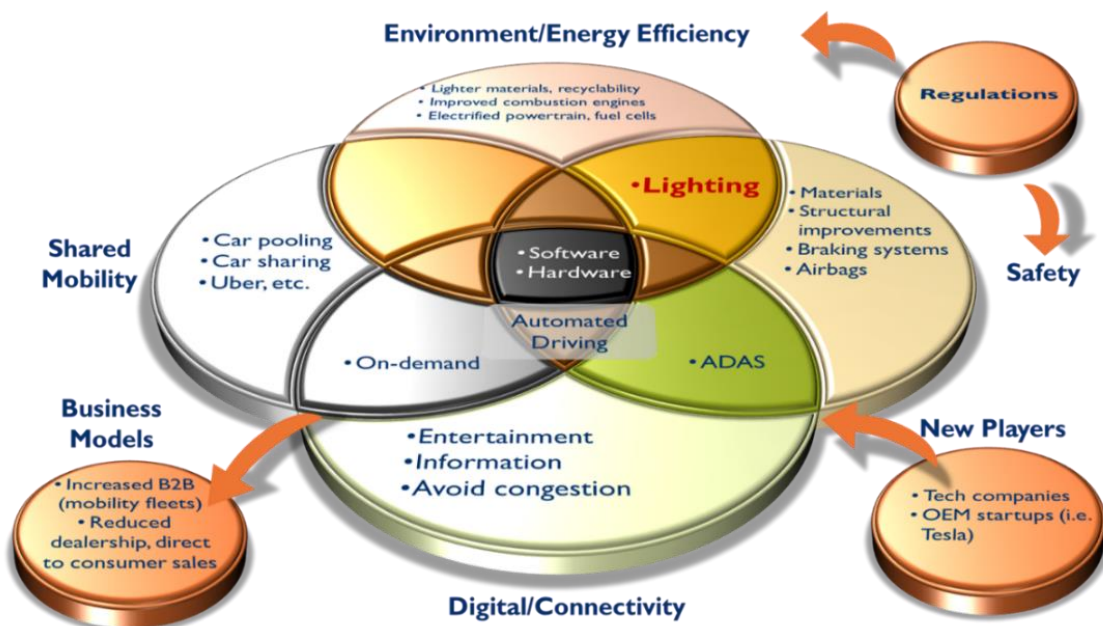 Environment/Energy Efficiency
• Lighter materials, recyclability
• Improved combustion engines
• Electrified powertrain, fuel cells
Regulations
• Lighting
• Materials
• Structural
improvements
• Braking systems
• Airbags
Safety
Shared
Mobility
• Car pooling
• Car sharing
• Uber, etc.
• Software
• Hardware
Automated
Driving
• On-demand
• ADAS
Business
Models
• Increased B2B
(mobility fleets)
• Reduced
dealership, direct
to consumer sales
• Entertainment
• Information
• Avoid congestion
New Players
• Tech companies
• OEM startups (i.e.
Tesla)
Digital/Connectivity